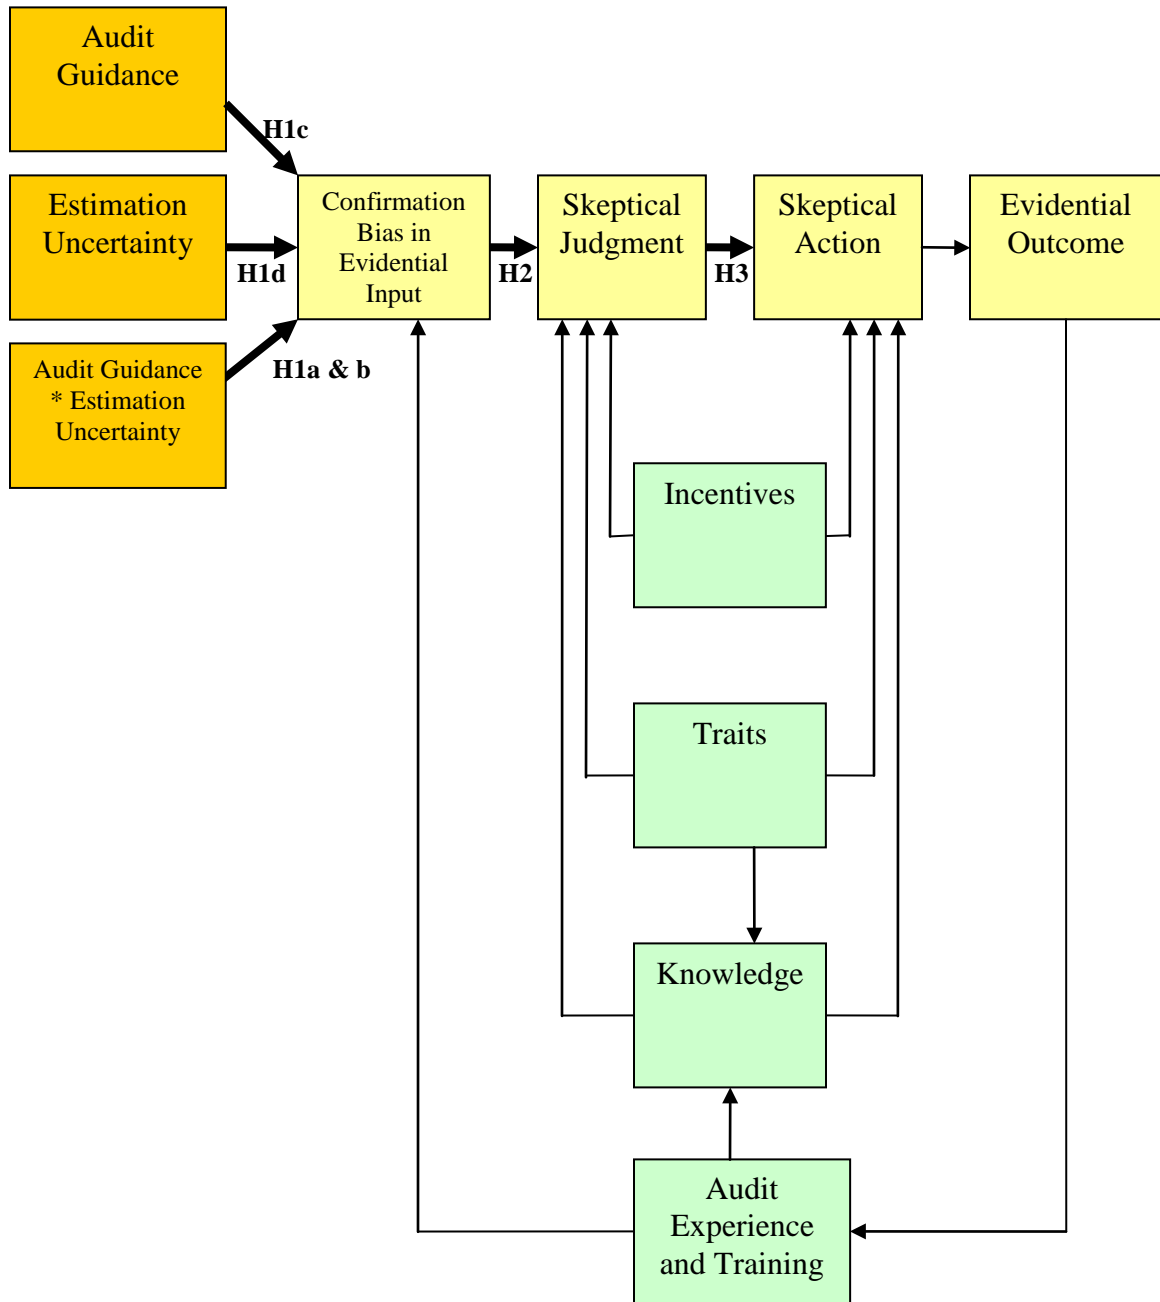 Audit
Guidance
H1c
Estimation
Uncertainty
H1d
Audit Guidance
* Estimation
Uncertainty
H1a & b
Confirmation
Bias in
Evidential
Input
H2
Skeptical
Judgment
H3
Skeptical
Action
Evidential
Outcome
Incentives
Traits
Knowledge
Audit
Experience
and Training